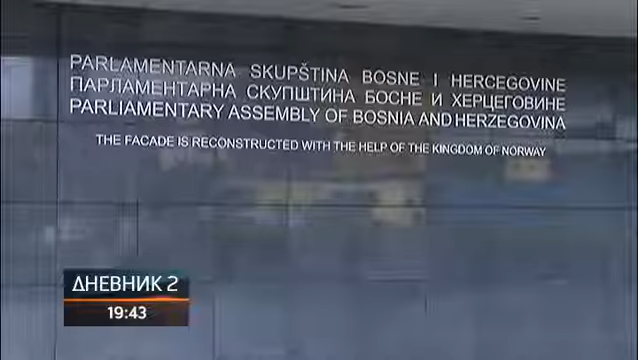 PARLAMENTARNA SKUPŠTINA BOSNE I HERCEGOVINE
ПАРЛАМЕНТАРНА СКУПШТИНА БОСНЕ И ХЕРЦЕГОВИНЕ
PARLIAMENTARY ASSEMBLY OF BOSNIA AND HERZEGOVINA
THE FACADE IS RECONSTRUCTED WITH THE HELP OF THE KINGDOM OF NORWAY
ДНЕВНИК 2
19:43